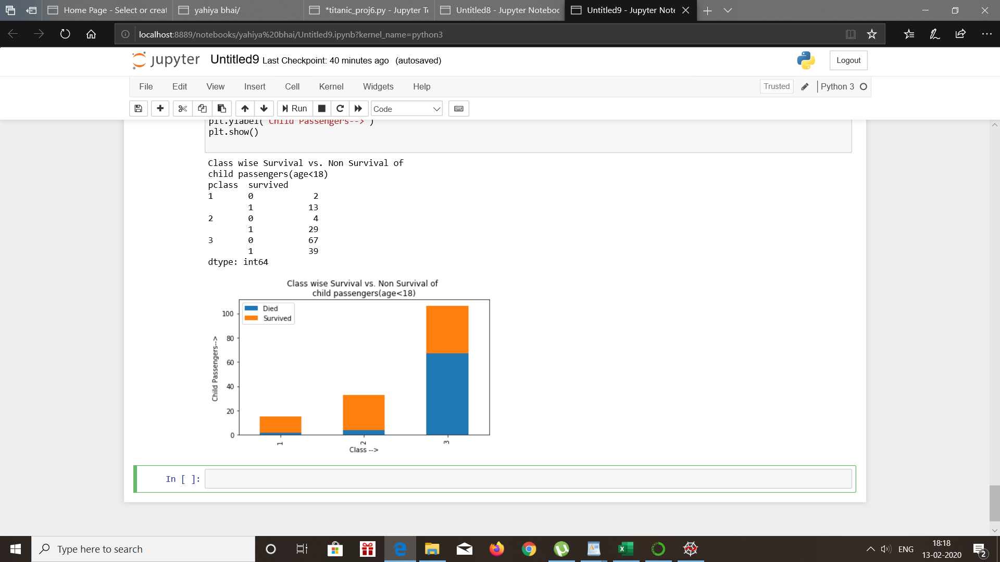 Home Page - Select or creat
yahiya bhai/
*titanic_proj6.py - Jupyter Te
Untitled8 - Jupyter Noteboo
Untitled9 - Jupyter Note
localhost:8889/notebooks/yahiya%20bhai/Untitled9.ipynb?kernel_name=python3
jupyter Untitled9 Last Checkpoint: 40 minutes ago (autosaved)
Logout
File Edit View Insert Cell Kernel Widgets Help
Trusted
Python 3
Run
Code
plt.ylabel('Child Passengers-->')
plt.show()
Class wise Survival vs. Non Survival of
child passengers(age<18)
pclass survived
1 0 2
1 13
2 0 4
1 29
3 0 67
1 39
dtype: int64
Class wise Survival vs. Non Survival of
child passengers(age<18)
Died
Survived
100
80
60
40
20
0
Child Passengers-->
1 2 3
Class -->
In [ ]:
Type here to search
ENG
18:18
13-02-2020
2